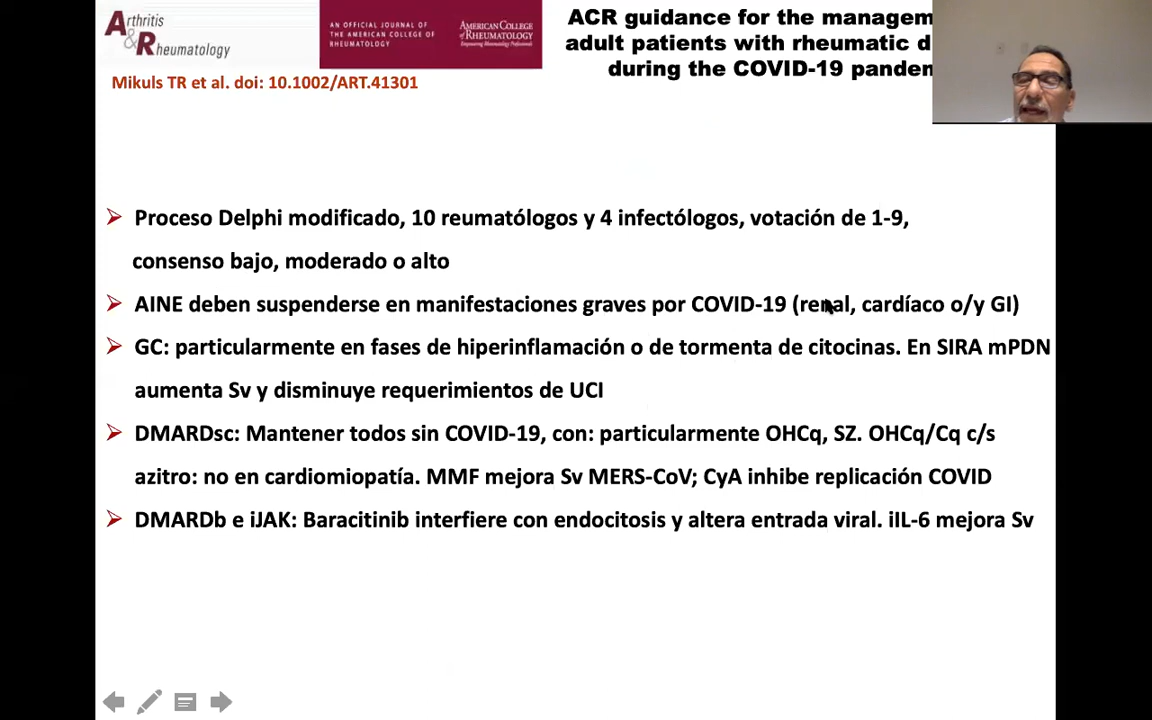 Arthritis
& Rheumatology
AN OFFICIAL JOURNAL OF
THE AMERICAN COLLEGE OF
RHEUMATOLOGY
AMERICAN COLLEGE
of RHEUMATOLOGY
Empowering Rheumatology Professionals
ACR guidance for the managem
adult patients with rheumatic d
during the COVID-19 pandem
Mikuls TR et al. doi: 10.1002/ART.41301
Proceso Delphi modificado, 10 reumatólogos y 4 infectólogos, votación de 1-9,
consenso bajo, moderado o alto
AINE deben suspenderse en manifestaciones graves por COVID-19 (renal, cardíaco o/y GI)
GC: particularmente en fases de hiperinflamación o de tormenta de citocinas. En SIRA mPDN
aumenta Sv y disminuye requerimientos de UCI
DMARDsc: Mantener todos sin COVID-19, con: particularmente OHCq, SZ. OHCq/Cq c/s
azitro: no en cardiomiopatía. MMF mejora Sv MERS-CoV; CyA inhibe replicación COVID
DMARDb e iJAK: Baracitinib interfiere con endocitosis y altera entrada viral. iIL-6 mejora Sv